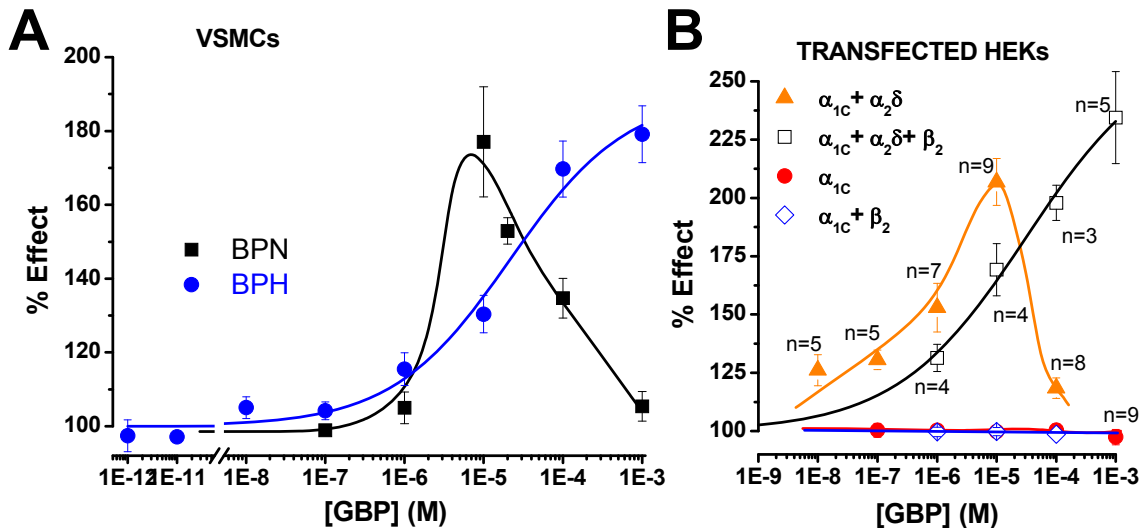 A
VSMCs
200
180
160
140
120
100
% Effect
BPN
BPH
1E-12
1E-11
1E-8
1E-7
1E-6
1E-5
1E-4
1E-3
[GBP] (M)
B
TRANSFECTED HEKs
250
225
200
175
150
125
100
% Effect
α1C+ α2δ
α1C+ α2δ+ β2
α1C
α1C+ β2
n=5
n=5
n=7
n=9
n=8
n=4
n=4
n=3
n=5
n=9
1E-9
1E-8
1E-7
1E-6
1E-5
1E-4
1E-3
[GBP] (M)